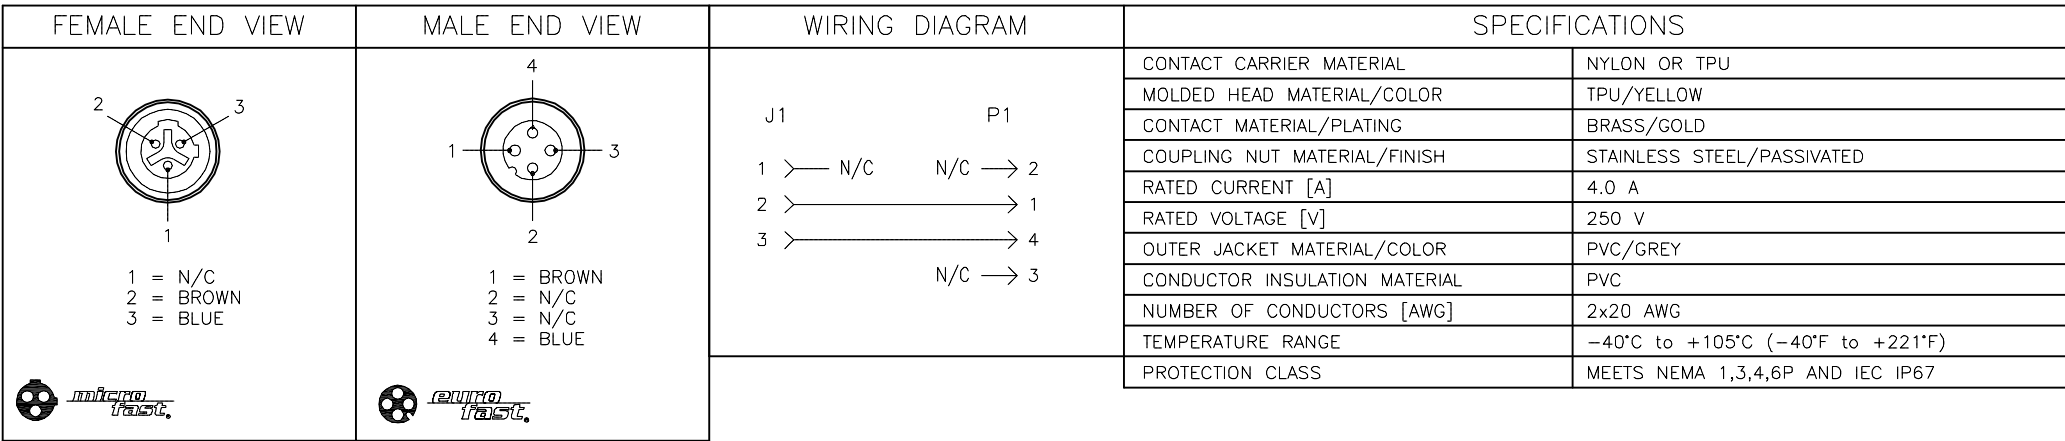 FEMALE END VIEW
2
3
1
1 = N/C
2 = BROWN
3 = BLUE
micro
fast.
MALE END VIEW
4
1
3
2
1 = BROWN
2 = N/C
3 = N/C
4 = BLUE
euro
fast.
WIRING DIAGRAM
J1 P1
1 N/C N/C 2
2 1
3 4
N/C 3
SPECIFICATIONS
CONTACT CARRIER MATERIAL NYLON OR TPU
MOLDED HEAD MATERIAL/COLOR TPU/YELLOW
CONTACT MATERIAL/PLATING BRASS/GOLD
COUPLING NUT MATERIAL/FINISH STAINLESS STEEL/PASSIVATED
RATED CURRENT [A] 4.0 A
RATED VOLTAGE [V] 250 V
OUTER JACKET MATERIAL/COLOR PVC/GREY
CONDUCTOR INSULATION MATERIAL PVC
NUMBER OF CONDUCTORS [AWG] 2x20 AWG
TEMPERATURE RANGE -40°C to +105°C (-40°F to +221°F)
PROTECTION CLASS MEETS NEMA 1,3,4,6P AND IEC IP67